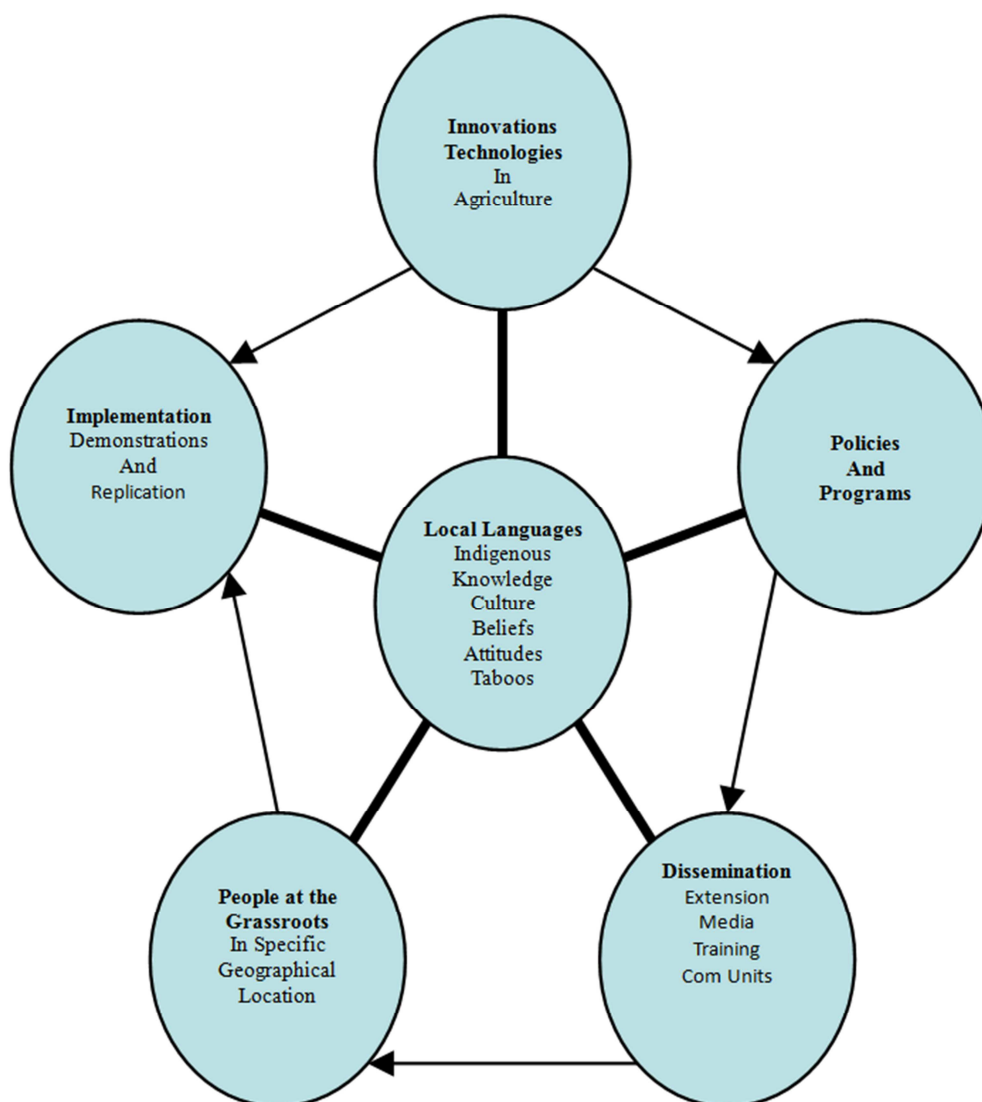 Innovations
Technologies
In
Agriculture
Implementation
Demonstrations
And
Replication
Policies
And
Programs
Local Languages
Indigenous
Knowledge
Culture
Beliefs
Attitudes
Taboos
People at the
Grassroots
In Specific
Geographical
Location
Dissemination
Extension
Media
Training
Com Units